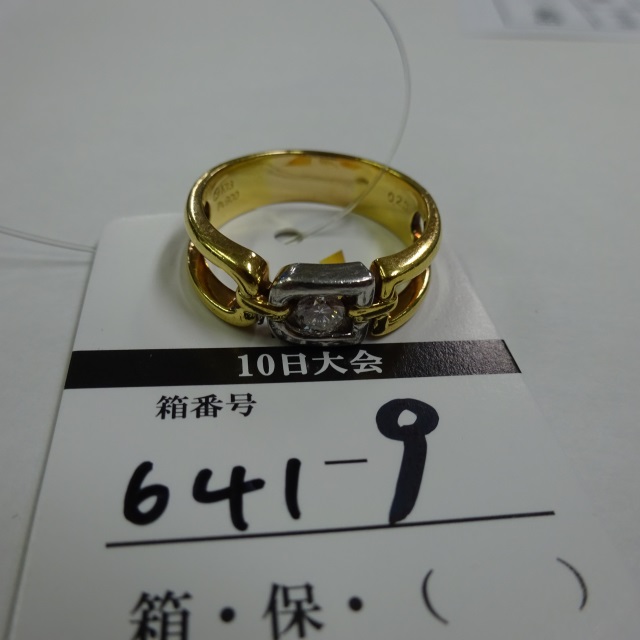 10日大会
箱番号
641-9
箱・保・( )